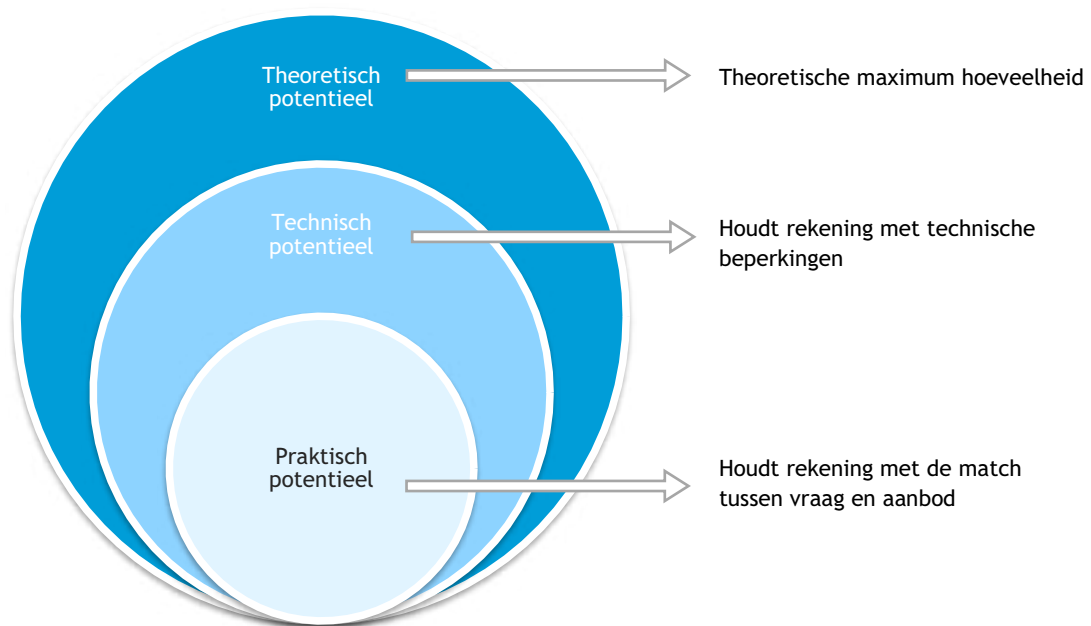 Theoretisch
potentieel
Theoretische maximum hoeveelheid
Technisch
potentieel
Houdt rekening met technische
beperkingen
Praktisch
potentieel
Houdt rekening met de match
tussen vraag en aanbod